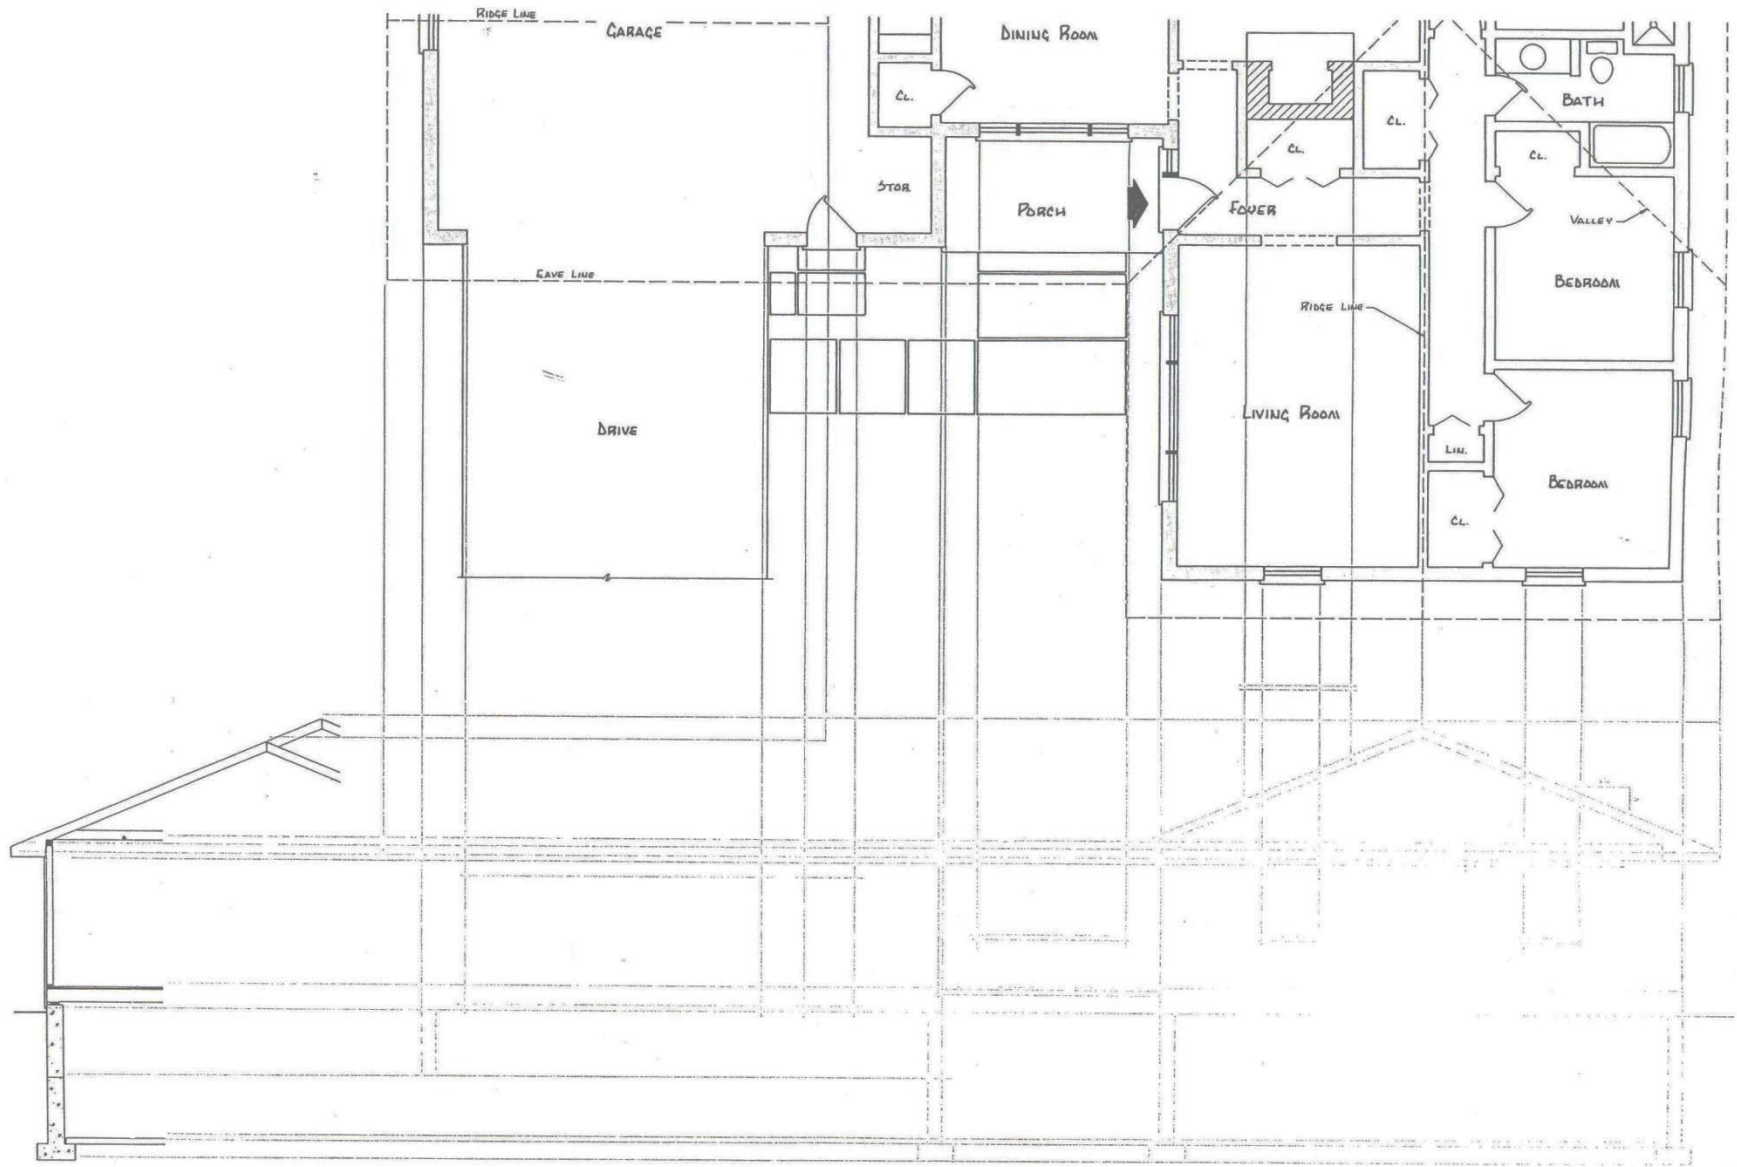 RIDGE LINE
GARAGE
DINING ROOM
CL.
CL.
BATH
CL.
CL.
STOR
PORCH
FOYER
VALLEY
EAVE LINE
BEDROOM
RIDGE LINE
LIVING ROOM
DRIVE
LIN.
BEDROOM
CL.